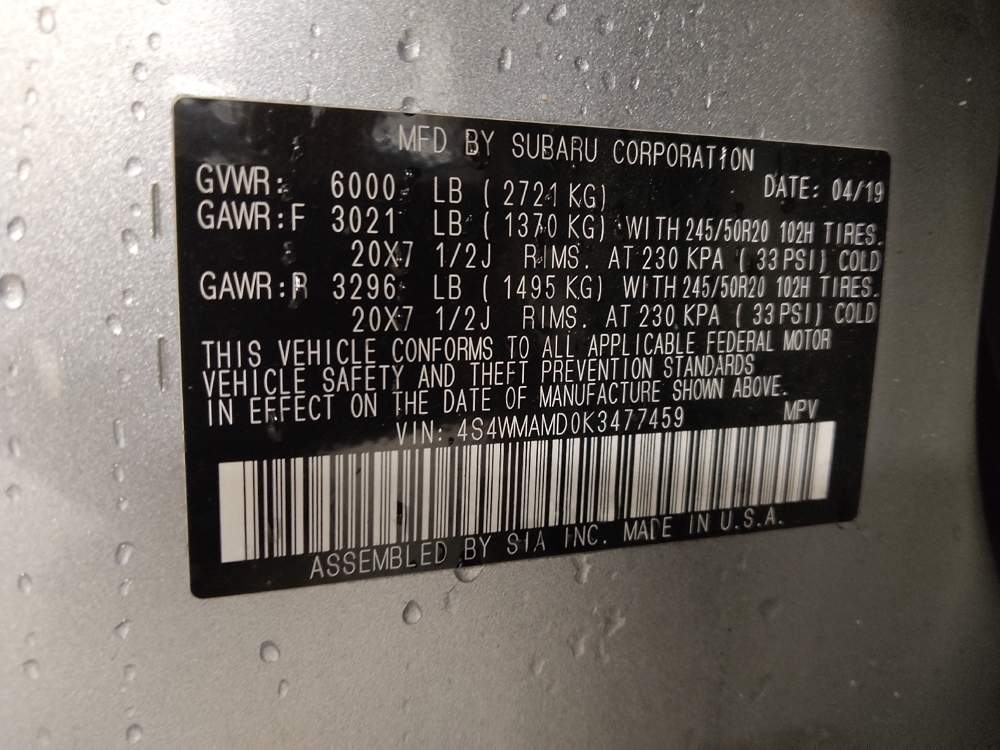 MFD BY SUBARU CORPORATION
GVWR: 6000 LB ( 2721 KG) DATE: 04/19
GAWR:F 3021 LB ( 1370 KG) WITH 245/50R20 102H TIRES.
20X7 1/2J RIMS. AT 230 KPA ( 33 PSI) COLD
GAWR:R 3296 LB ( 1495 KG) WITH 245/50R20 102H TIRES.
20X7 1/2J RIMS. AT 230 KPA ( 33 PSI) COLD
THIS VEHICLE CONFORMS TO ALL APPLICABLE FEDERAL MOTOR
VEHICLE SAFETY AND THEFT PREVENTION STANDARDS
IN EFFECT ON THE DATE OF MANUFACTURE SHOWN ABOVE.
VIN: 4S4WMAMD0K3477459 MPV
ASSEMBLED BY SIA INC. MADE IN U.S.A.